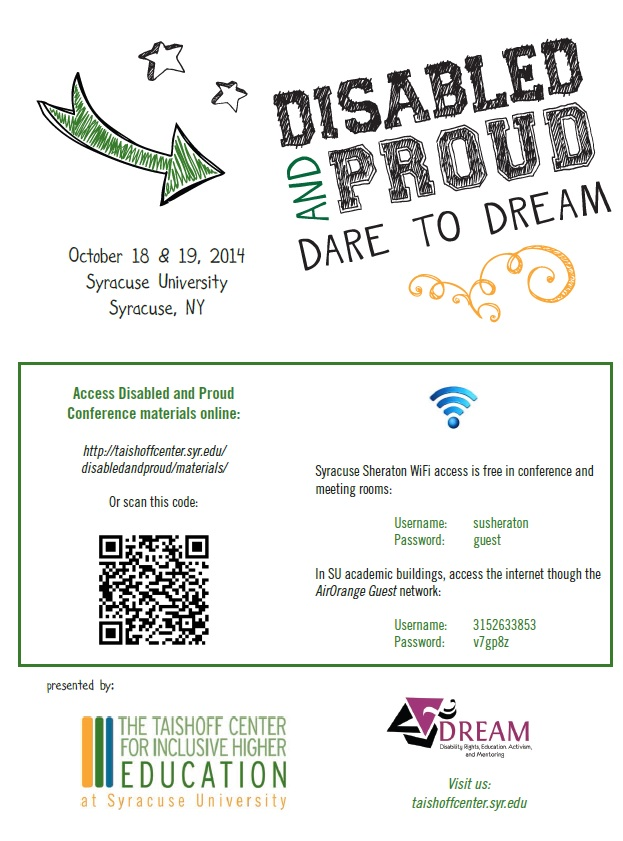 DISABLED
AND
PROUD
DARE TO DREAM
October 18 & 19, 2014
Syracuse University
Syracuse, NY
Access Disabled and Proud
Conference materials online:
http://taishoffcenter.syr.edu/
disabledandproud/materials/
Or scan this code:
Syracuse Sheraton WiFi access is free in conference and
meeting rooms:
Username: susheraton
Password: guest
In SU academic buildings, access the internet though the
AirOrange Guest network:
Username: 3152633853
Password: v7gp8z
presented by:
THE TAISHOFF CENTER
FOR INCLUSIVE HIGHER
EDUCATION
at Syracuse University
DREAM
Disability Rights, Education, Activism,
and Mentoring
Visit us:
taishoffcenter.syr.edu